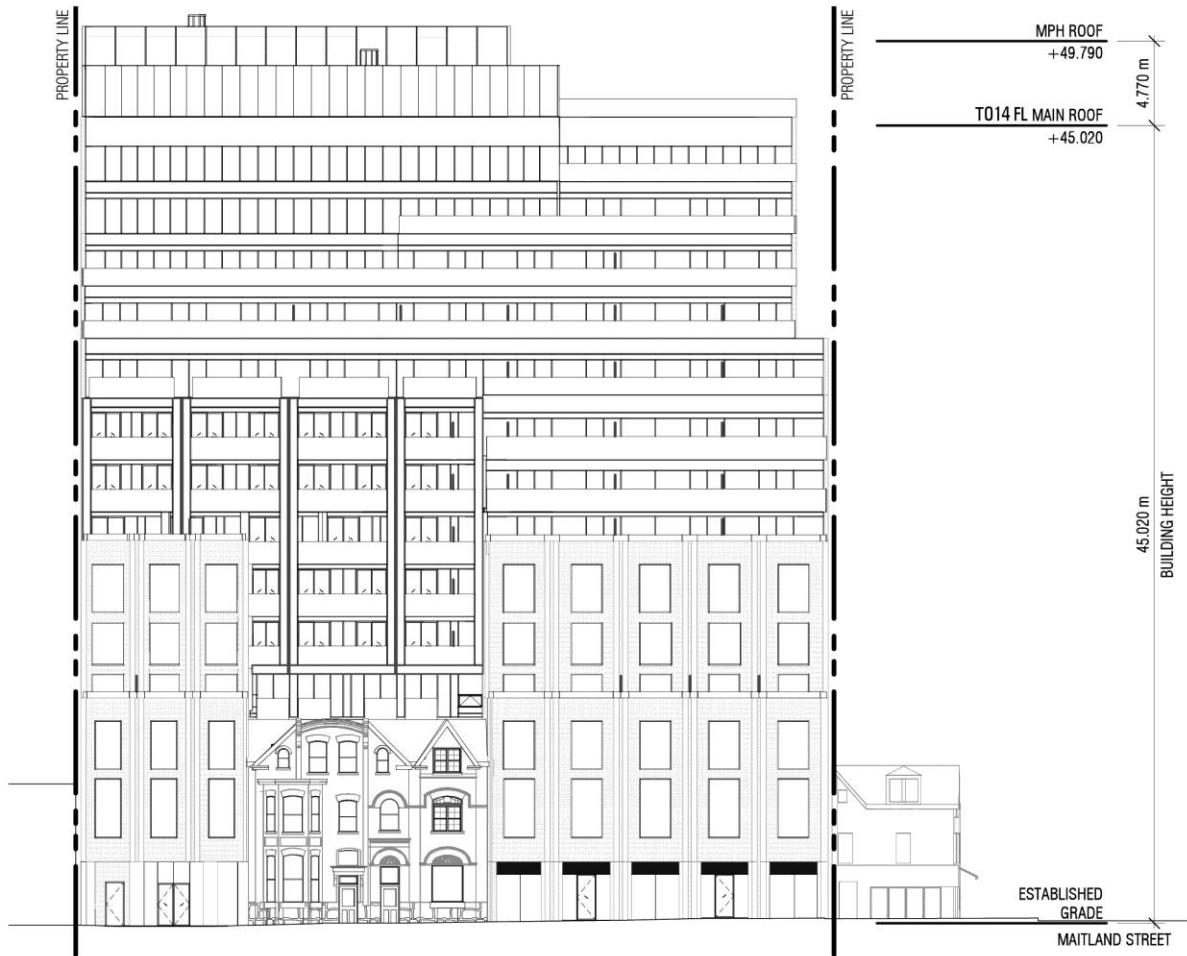 PROPERTY LINE
PROPERTY LINE
MPH ROOF
+49.790
4.770 m
T014 FL MAIN ROOF
+45.020
45.020 m
BUILDING HEIGHT
ESTABLISHED
GRADE
MAITLAND STREET